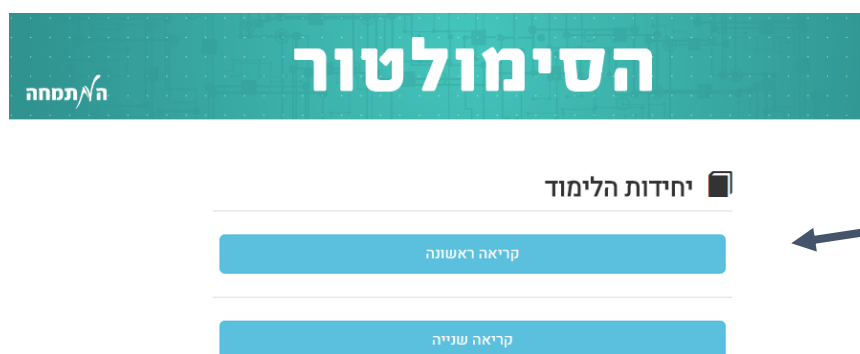 הסימולטור
המתמחה
יחידות הלימוד
קריאה ראשונה
קריאה שנייה